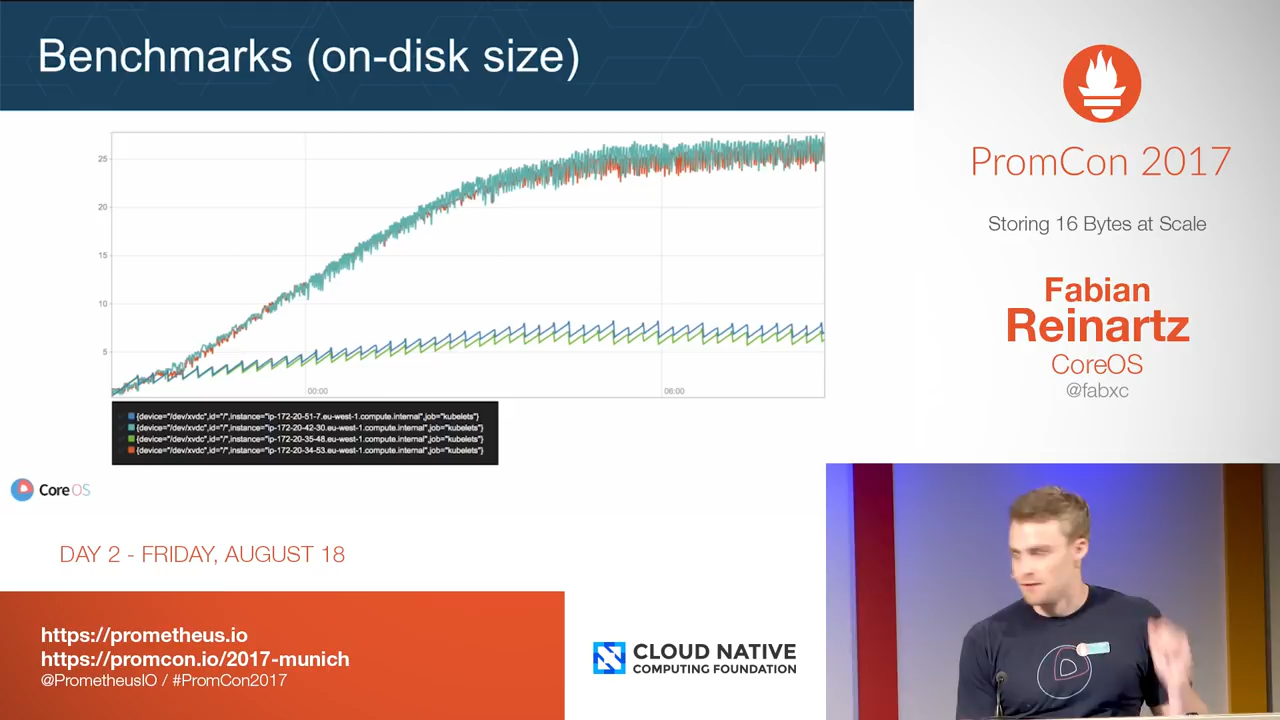 Benchmarks (on-disk size)
25
20
15
10
5
00:00
06:00
{device="/dev/xvdc",id="/",instance="ip-172-20-51-7.eu-west-1.compute.internal",job="kubelets"}
{device="/dev/xvdc",id="/",instance="ip-172-20-42-30.eu-west-1.compute.internal",job="kubelets"}
{device="/dev/xvdc",id="/",instance="ip-172-20-35-48.eu-west-1.compute.internal",job="kubelets"}
{device="/dev/xvdc",id="/",instance="ip-172-20-34-53.eu-west-1.compute.internal",job="kubelets"}
Core OS
PromCon 2017
Storing 16 Bytes at Scale
Fabian
Reinartz
CoreOS
@fabxc
DAY 2 - FRIDAY, AUGUST 18
https://prometheus.io
https://promcon.io/2017-munich
@PrometheusIO / #PromCon2017
CLOUD NATIVE
COMPUTING FOUNDATION